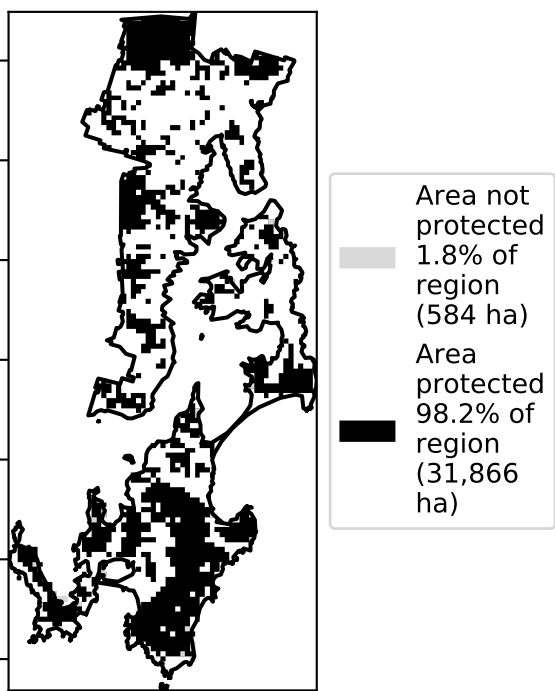 Area not
protected
1.8% of
region
(584 ha)
Area
protected
98.2% of
region
(31,866
ha)